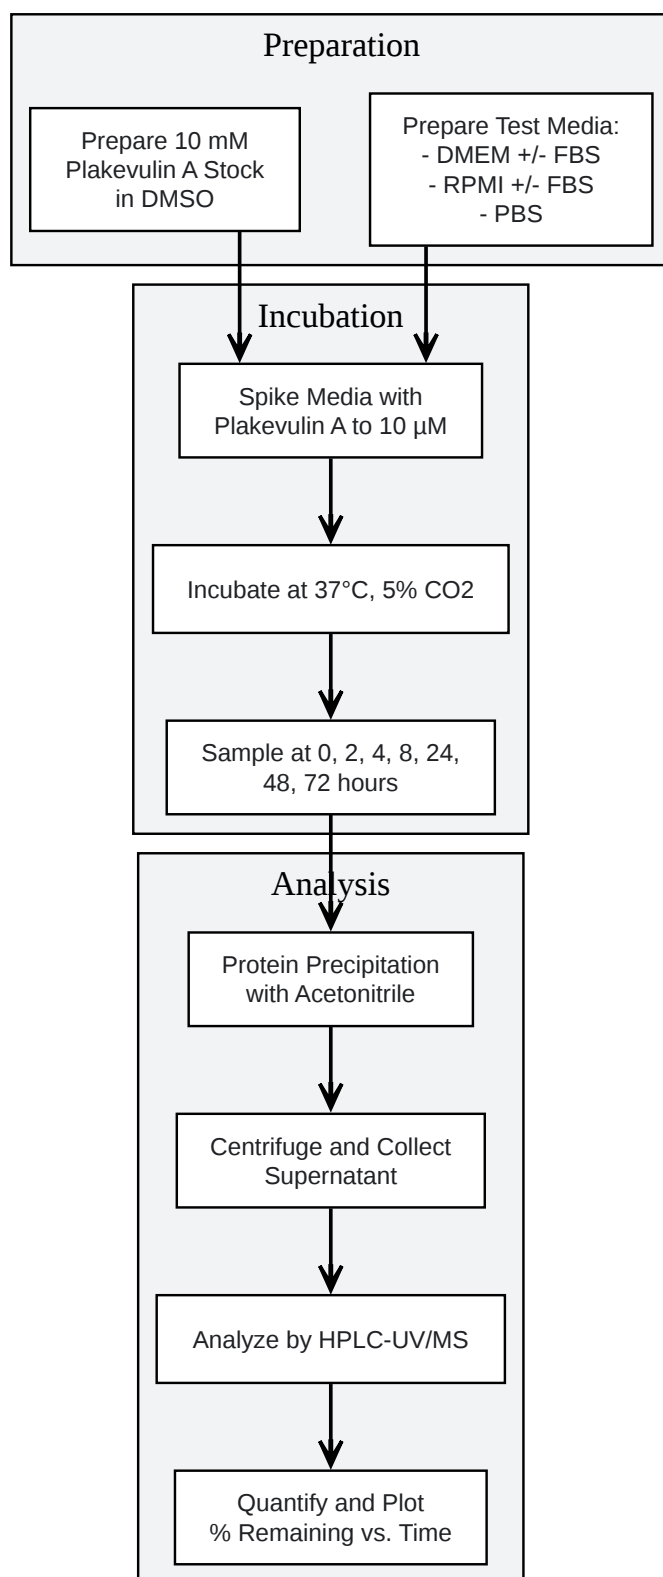 Preparation
Prepare 10 mM
Plakevulin A Stock
in DMSO
Prepare Test Media:
- DMEM +/- FBS
- RPMI +/- FBS
- PBS
Incubation
Spike Media with
Plakevulin A to 10 µM
Incubate at 37°C, 5% CO2
Sample at 0, 2, 4, 8, 24,
48, 72 hours
Analysis
Protein Precipitation
with Acetonitrile
Centrifuge and Collect
Supernatant
Analyze by HPLC-UV/MS
Quantify and Plot
% Remaining vs. Time